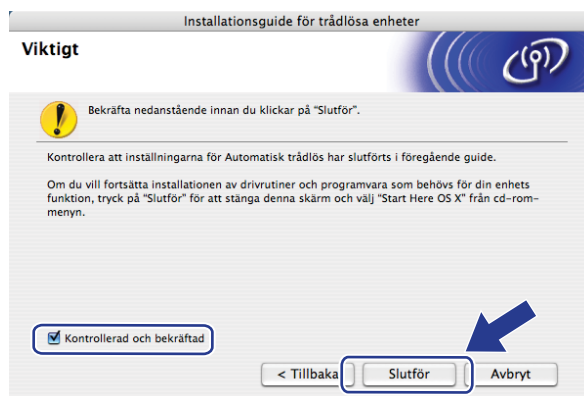 Installationsguide för trådlösa enheter
Viktigt
Bekräfta nedanstående innan du klickar på "Slutför".
Kontrollera att inställningarna för Automatisk trådlös har slutförts i föregående guide.
Om du vill fortsätta installationen av drivrutiner och programvara som behövs för din enhets
funktion, tryck på "Slutför" för att stänga denna skärm och välj "Start Here OS X" från cd-rom-
menyn.
Kontrollerad och bekräftad
< Tillbaka
Slutför
Avbryt